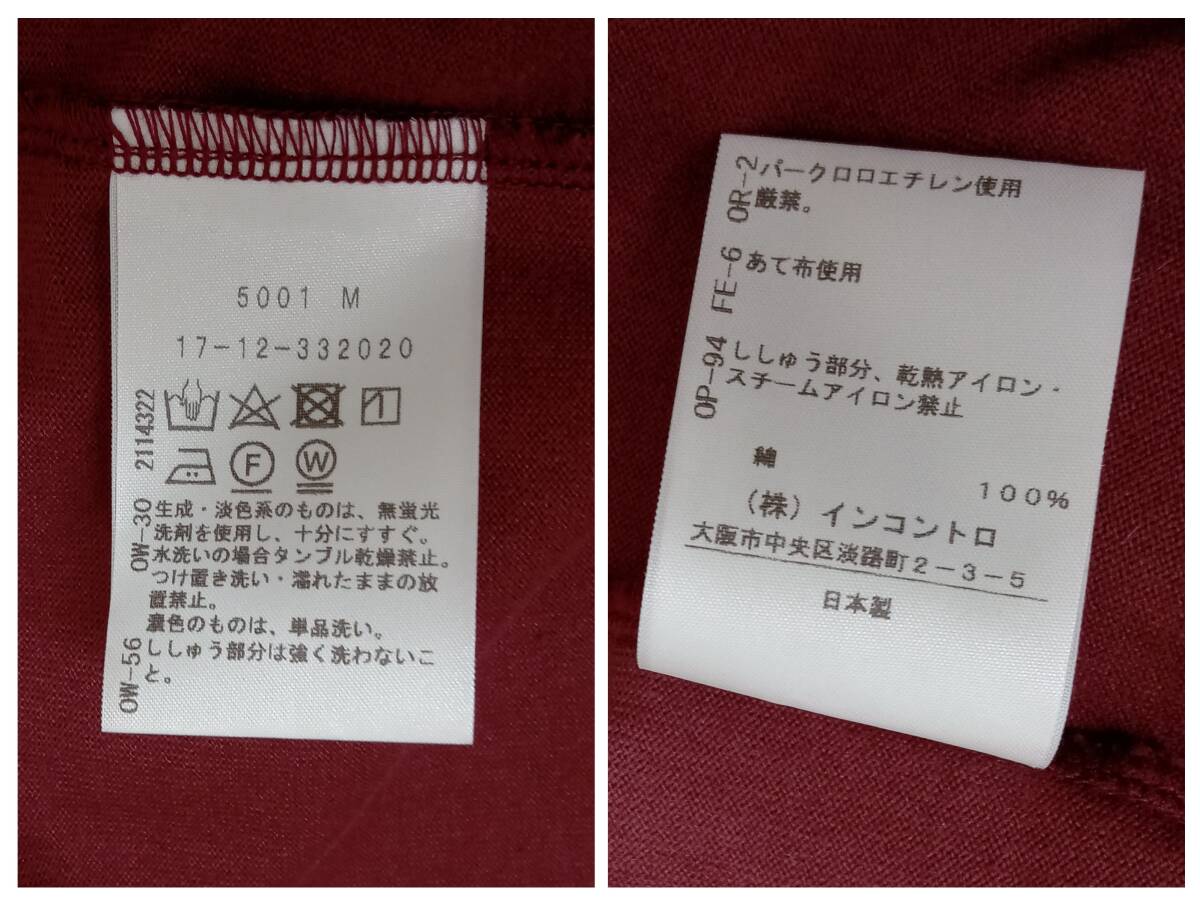 5001 M
17-12-332020
2114322
F
W
OW-30
生成・淡色系のものは、無蛍光
洗剤を使用し、十分にすすぐ。
水洗いの場合タンブル乾燥禁止。
つけ置き洗い・濡れたままの放
置禁止。
濃色のものは、単品洗い。
OW-56
ししゅう部分は強く洗わないこ
と。
OR-2
パークロロエチレン使用
厳禁。
FE-6
あて布使用
OP-94
ししゅう部分、乾熱アイロン・
スチームアイロン禁止
綿
100%
(株)インコントロ
大阪市中央区淡路町2-3-5
日本製